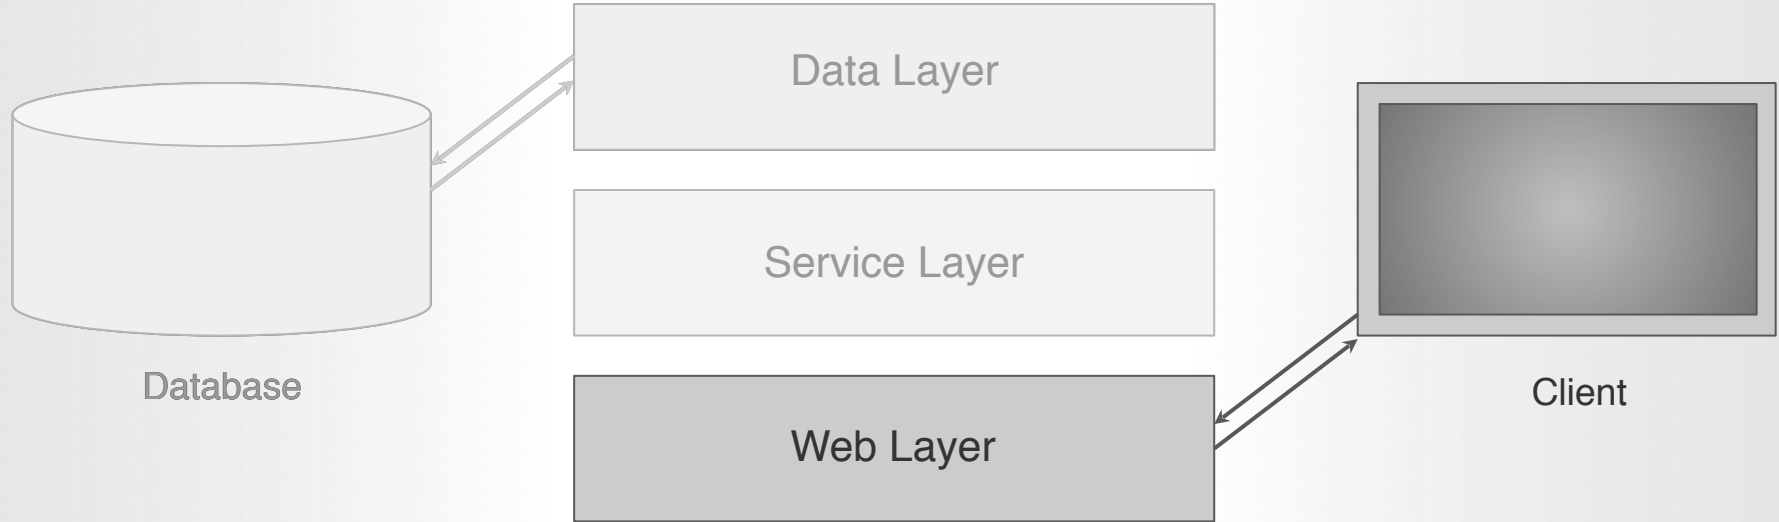 Data Layer
Service Layer
Database
Client
Web Layer